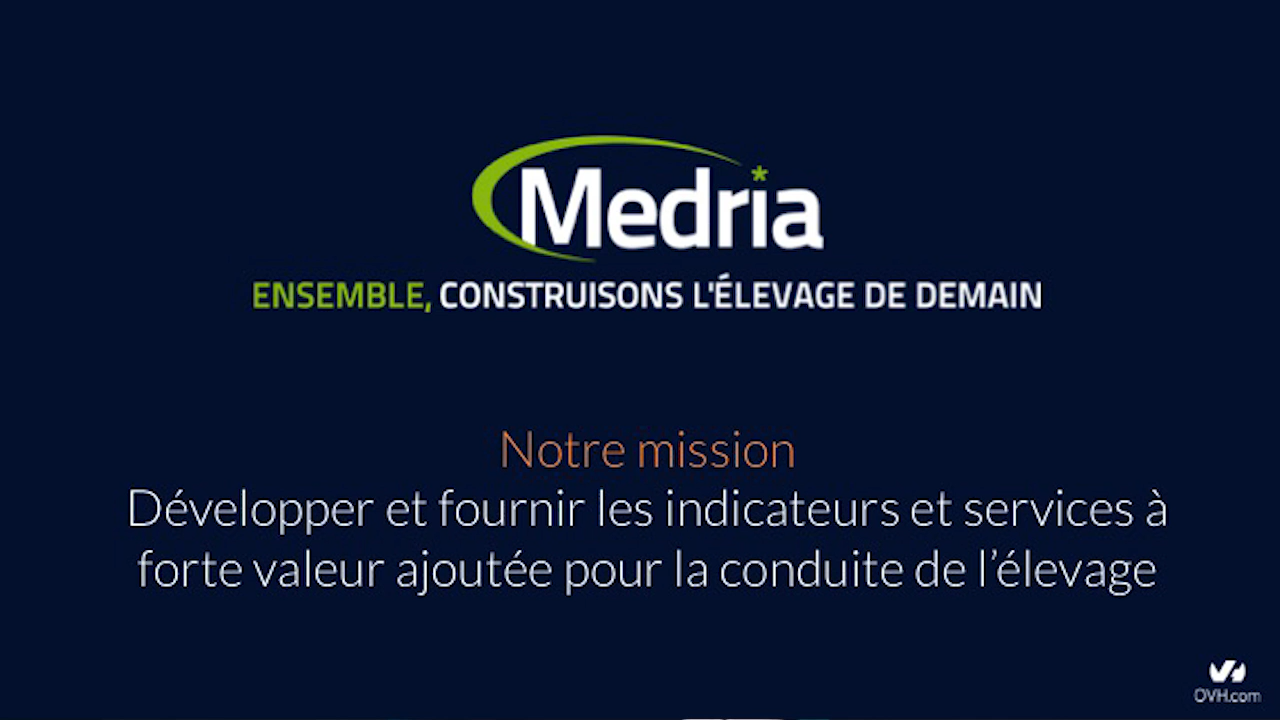 Medria
ENSEMBLE, CONSTRUISONS L'ÉLEVAGE DE DEMAIN
Notre mission
Développer et fournir les indicateurs et services à
forte valeur ajoutée pour la conduite de l’élevage
OVH.com